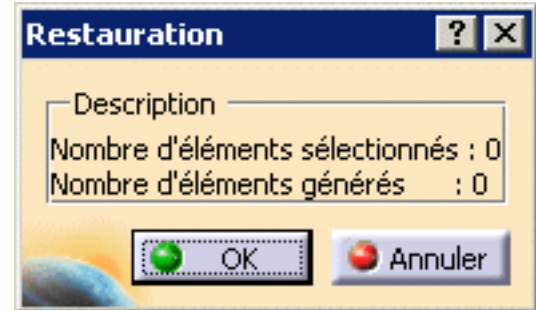 Restauration
Description
Nombre d'éléments sélectionnés : 0
Nombre d'éléments générés : 0
OK
Annuler